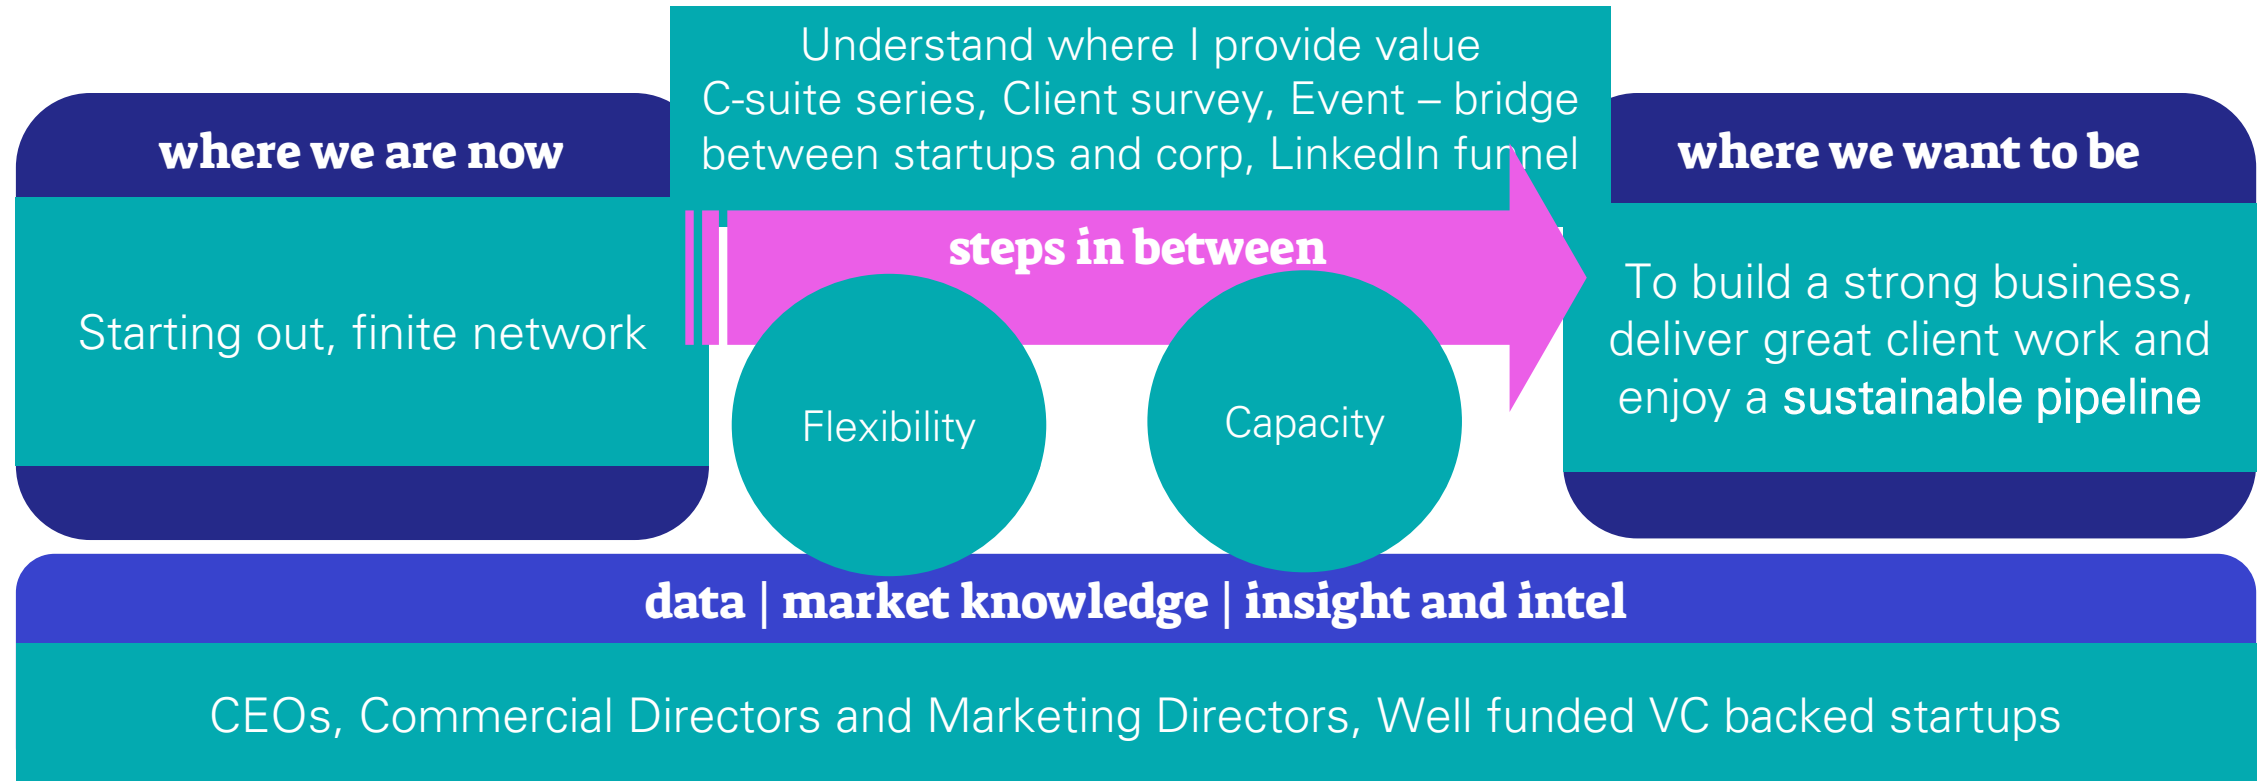 Understand where I provide value
C-suite series, Client survey, Event – bridge
between startups and corp, LinkedIn funnel
where we are now
where we want to be
steps in between
Starting out, finite network
To build a strong business,
deliver great client work and
enjoy a sustainable pipeline
Flexibility
Capacity
data | market knowledge | insight and intel
CEOs, Commercial Directors and Marketing Directors, Well funded VC backed startups